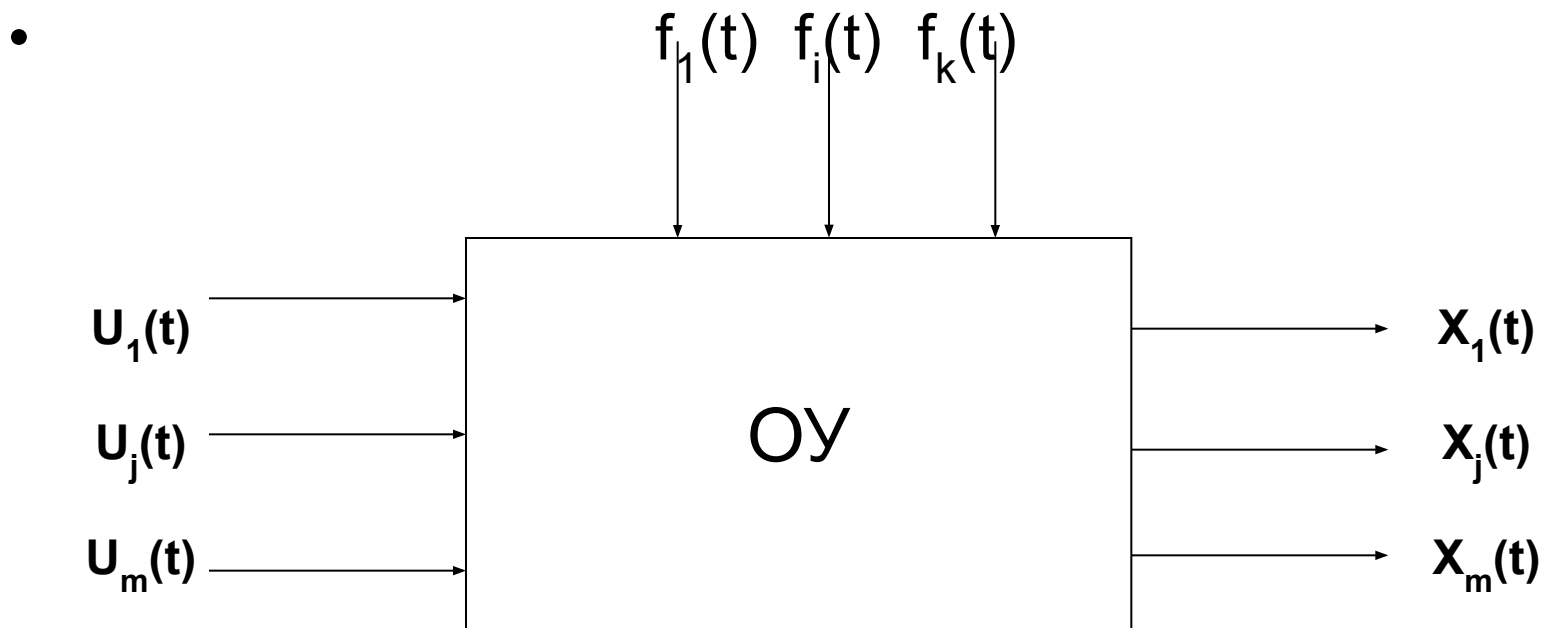 • f₁(t) fᵢ(t) fₖ(t)
U₁(t)
X₁(t)
ОУ
Uⱼ(t)
Xⱼ(t)
Uₘ(t)
Xₘ(t)